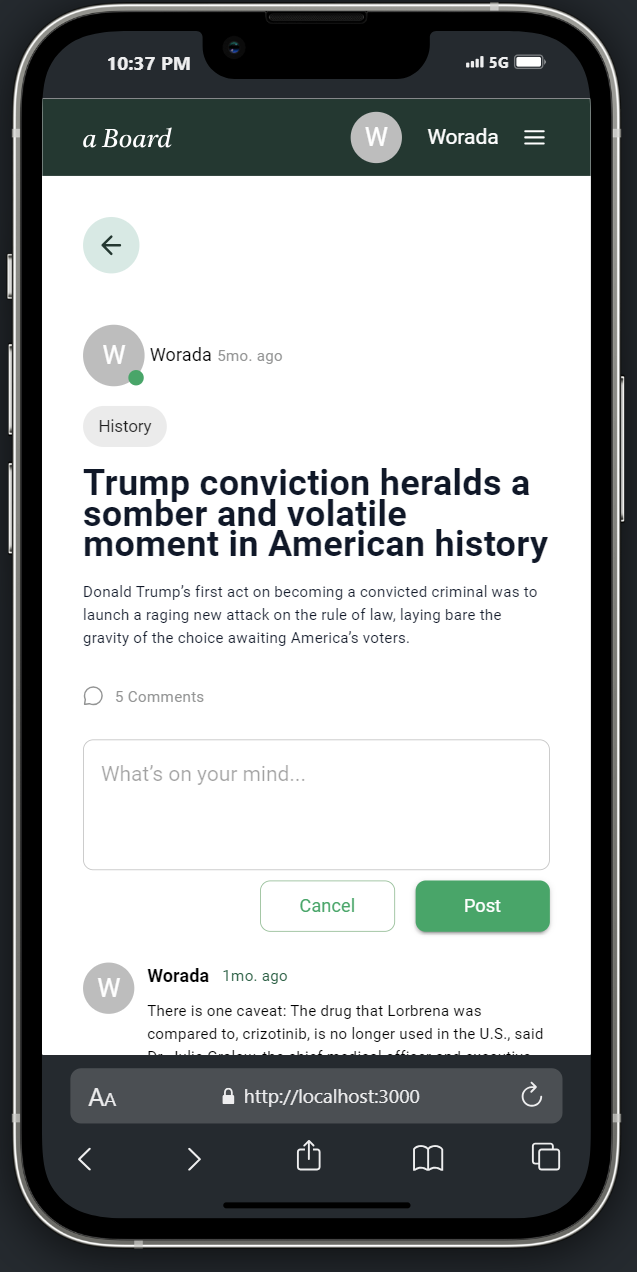 10:37 PM 5G
a Board W Worada
W Worada 5mo. ago
History
Trump conviction heralds a
somber and volatile
moment in American history
Donald Trump’s first act on becoming a convicted criminal was to
launch a raging new attack on the rule of law, laying bare the
gravity of the choice awaiting America’s voters.
5 Comments
What’s on your mind...
Cancel Post
W Worada 1mo. ago
There is one caveat: The drug that Lorbrena was
compared to, crizotinib, is no longer used in the U.S., said
AA http://localhost:3000